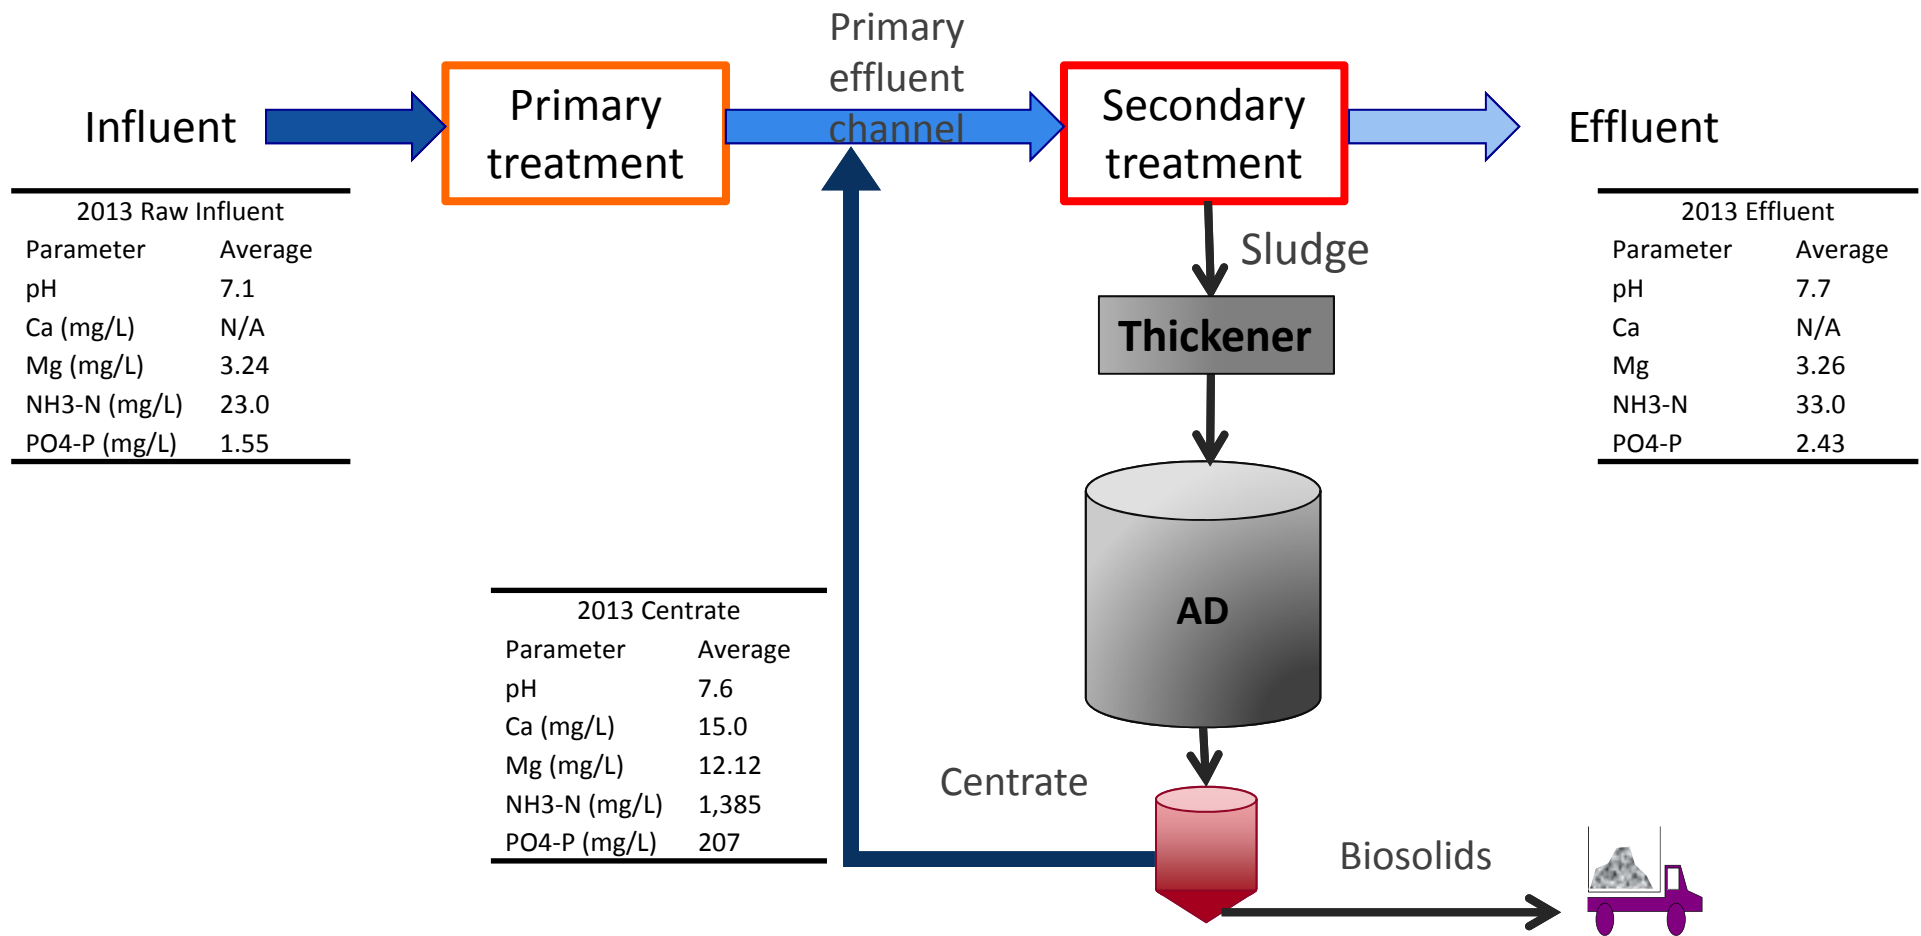 Primary
effluent
channel
Influent
Primary
treatment
Secondary
treatment
Effluent
2013 Raw Influent
Parameter Average
pH 7.1
Ca (mg/L) N/A
Mg (mg/L) 3.24
NH3-N (mg/L) 23.0
PO4-P (mg/L) 1.55
Sludge
Thickener
2013 Effluent
Parameter Average
pH 7.7
Ca N/A
Mg 3.26
NH3-N 33.0
PO4-P 2.43
AD
2013 Centrate
Parameter Average
pH 7.6
Ca (mg/L) 15.0
Mg (mg/L) 12.12
NH3-N (mg/L) 1,385
PO4-P (mg/L) 207
Centrate
Biosolids